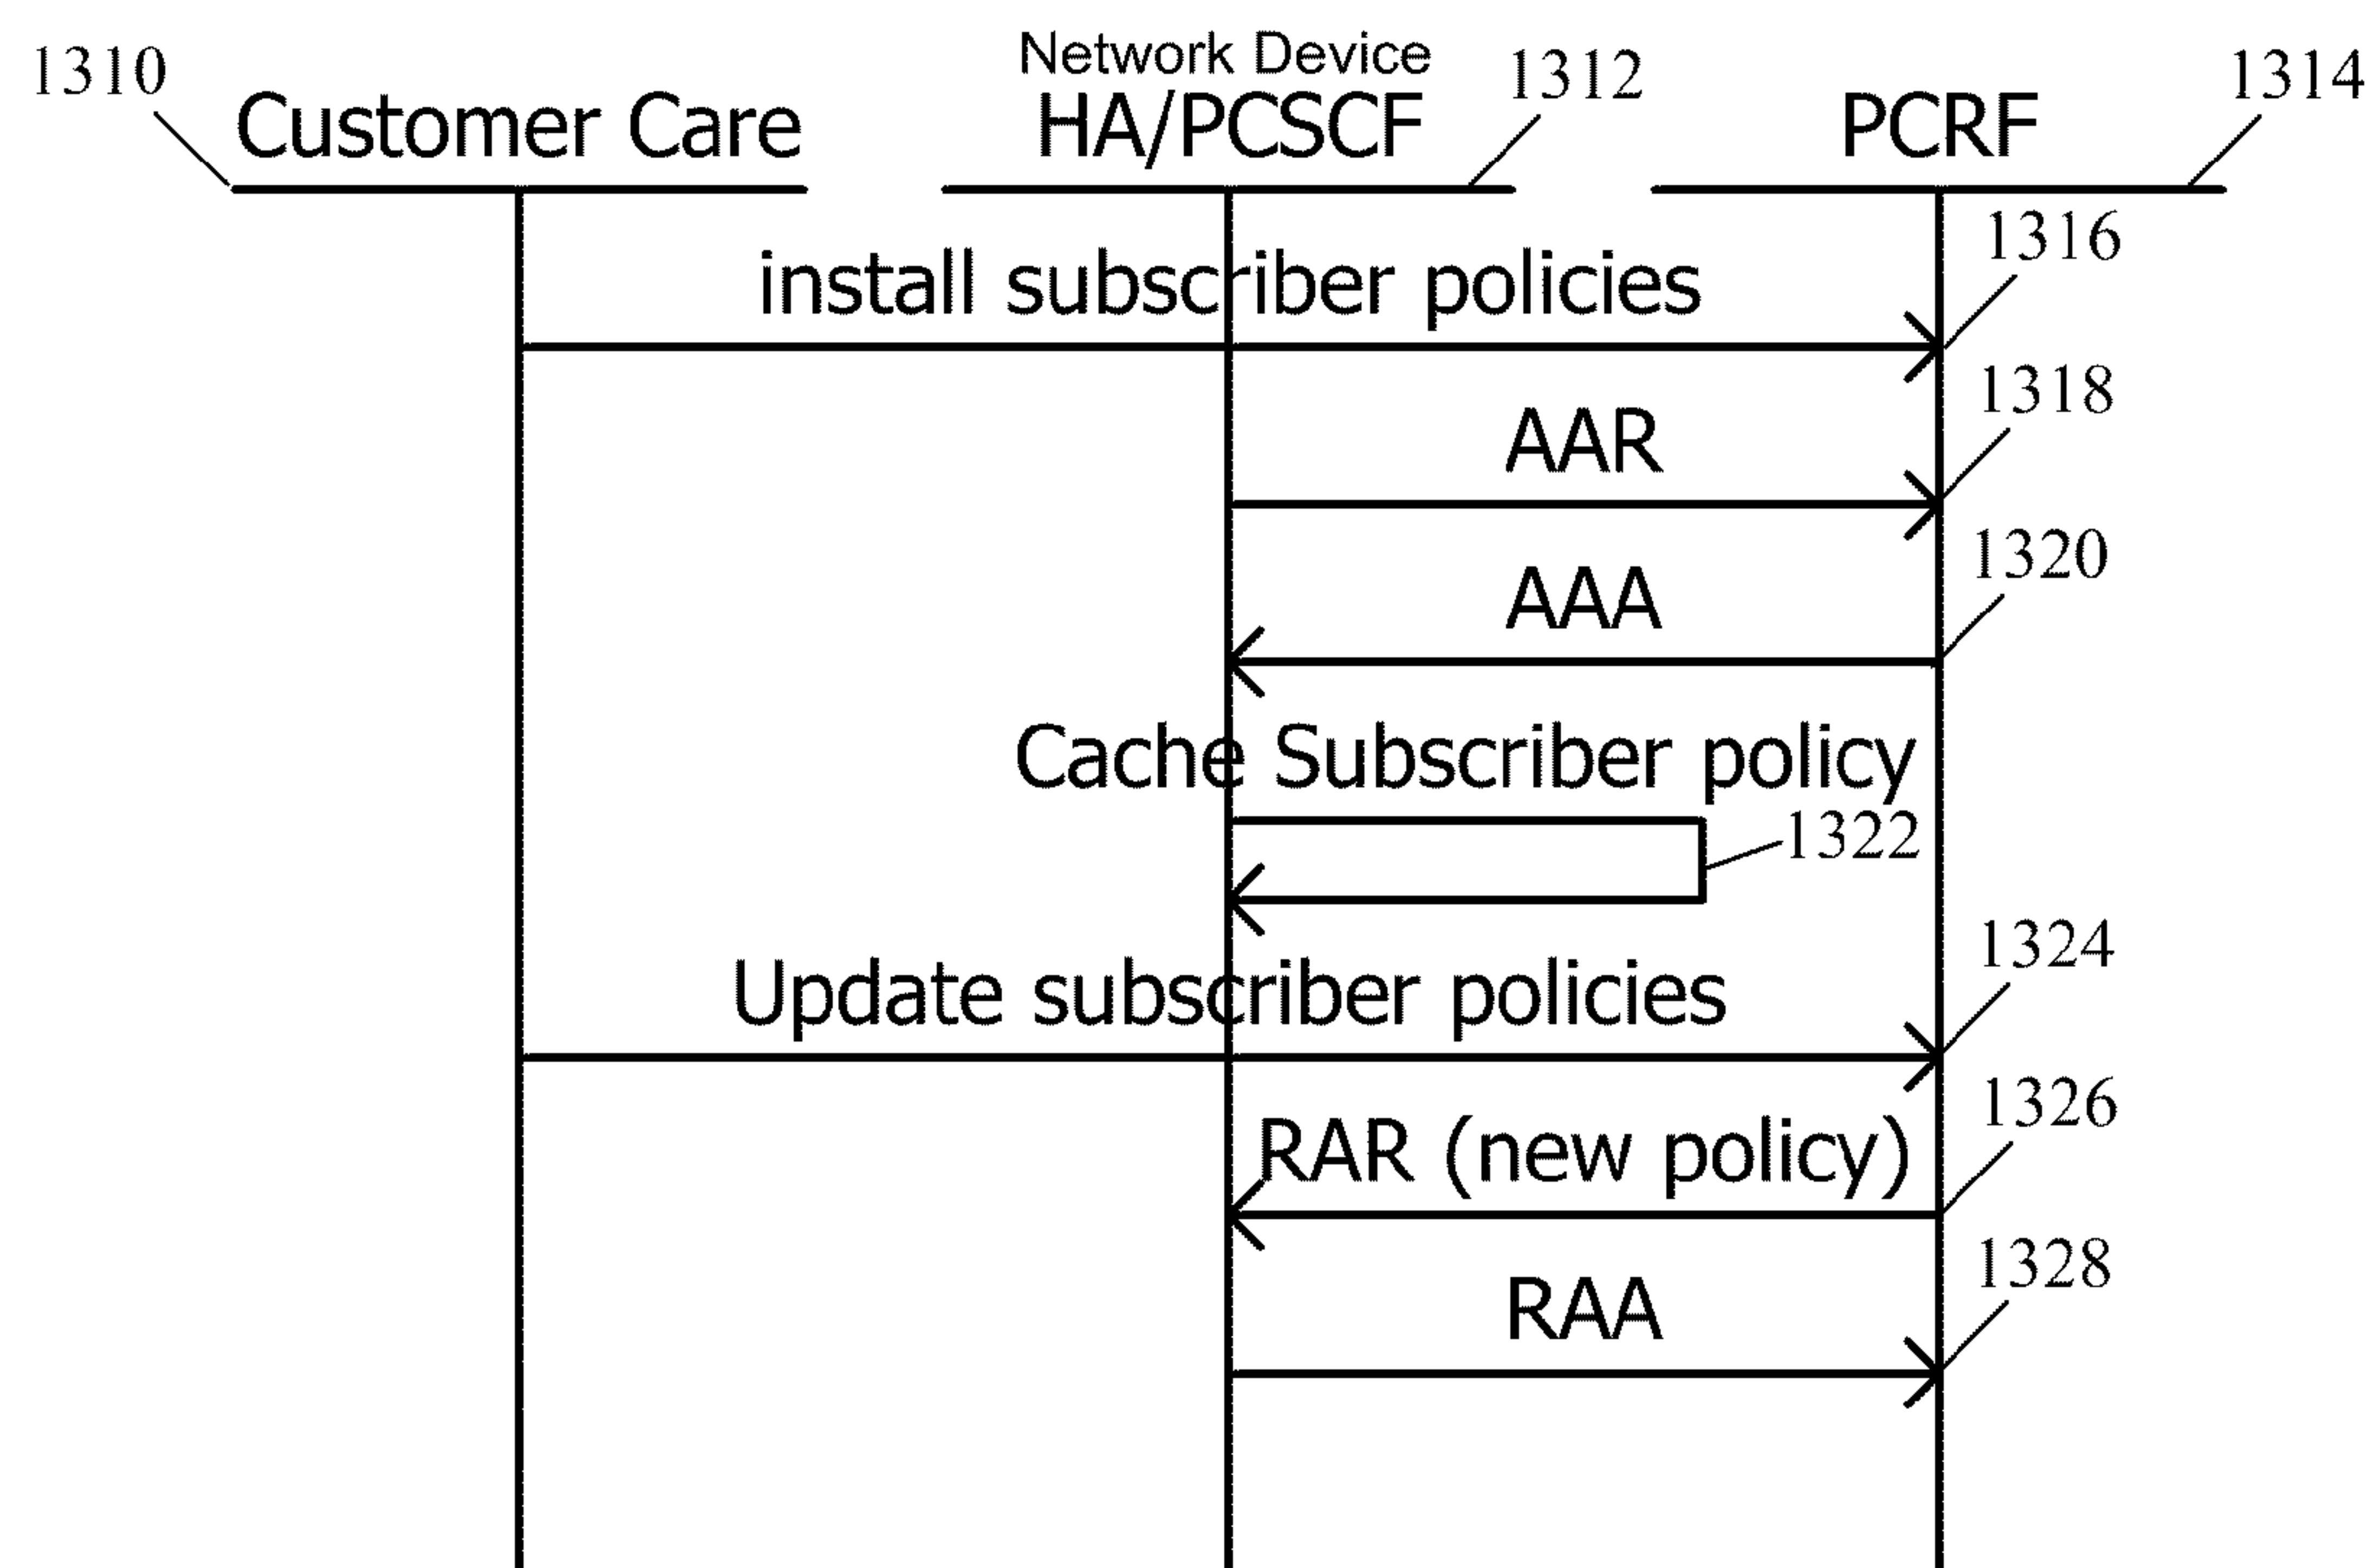 Network Device
1310 Customer Care HA/PCSCF 1312 PCRF 1314
install subscriber policies 1316
AAR 1318
AAA 1320
Cache Subscriber policy
1322
Update subscriber policies 1324
RAR (new policy) 1326
RAA 1328